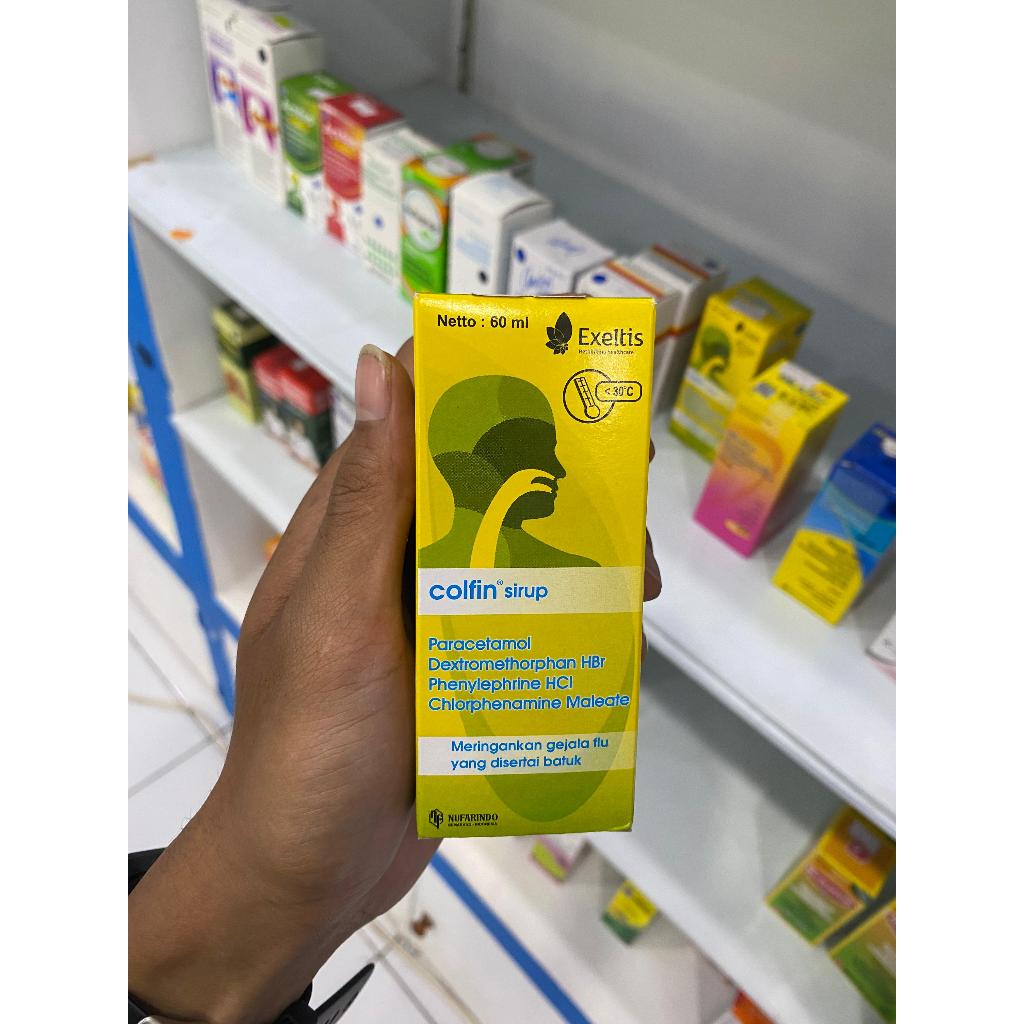 Netto : 60 ml
Exeltis
< 30°C
colfin® sirup
Paracetamol
Dextromethorphan HBr
Phenylephrine HCl
Chlorphenamine Maleate
Meringankan gejala flu
yang disertai batuk
NUFARINDO